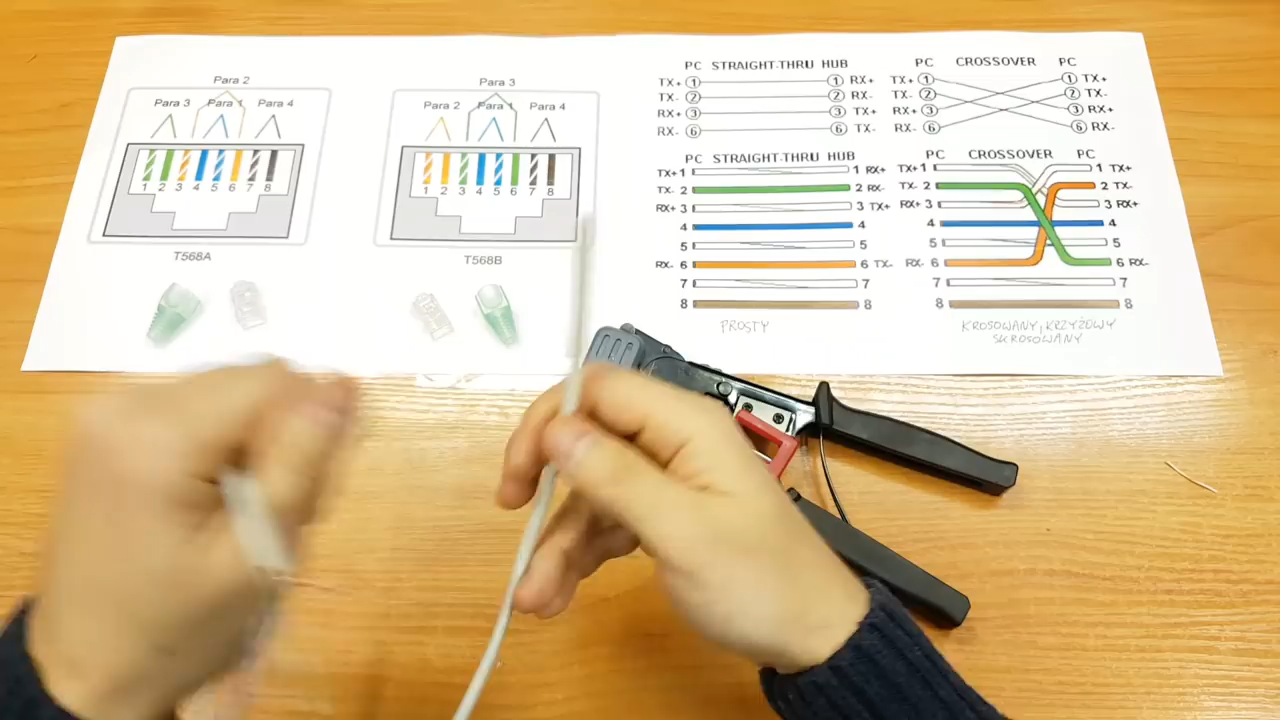 Para 2
Para 3 Para 1 Para 4
1 2 3 4 5 6 7 8
T568A
Para 3
Para 2 Para 1 Para 4
1 2 3 4 5 6 7 8
T568B
PC STRAIGHT-THRU HUB
TX+ 1 1 RX+
TX- 2 2 RX-
RX+ 3 3 TX+
RX- 6 6 TX-
PC CROSSOVER PC
TX+ 1 1 TX+
TX- 2 2 TX-
RX+ 3 3 RX+
RX- 6 6 RX-
PC STRAIGHT-THRU HUB
TX+ 1 1 RX+
TX- 2 2 RX-
RX+ 3 3 TX+
4 4
5 5
RX- 6 6 TX-
7 7
8 8
PROSTY
PC CROSSOVER PC
TX+ 1 1 TX+
TX- 2 2 TX-
RX+ 3 3 RX+
4 4
5 5
RX- 6 6 RX-
7 7
8 8
KROSOWANY, KRZYŻOWY
SKROSOWANY